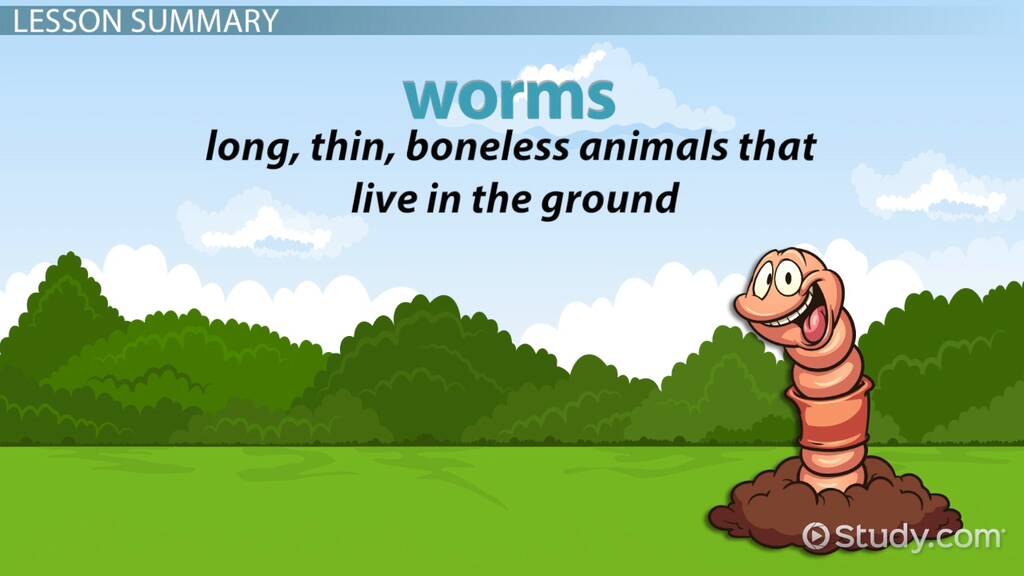 LESSON SUMMARY
worms
long, thin, boneless animals that
live in the ground
Study.com